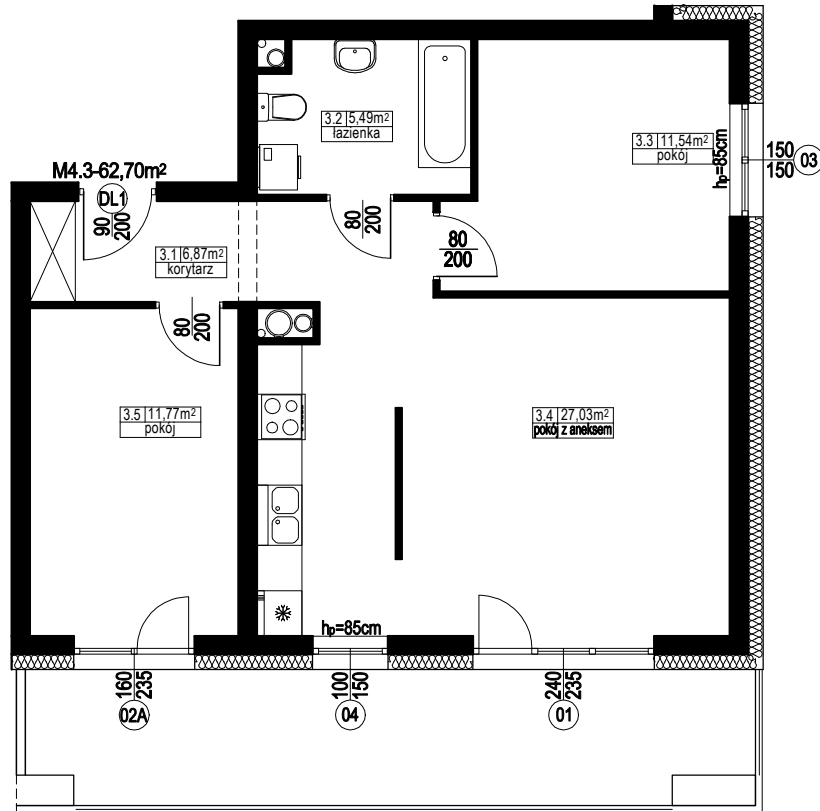 3.2 5,49m²
łazienka
3.3 11,54m²
pokój
hp=85cm
150
150
03
M4.3-62,70m²
DL1
90
200
80
200
80
200
3.1 6,87m²
korytarz
80
200
3.5 11,77m²
pokój
3.4 27,03m²
pokój z aneksem
hp=85cm
160
235
02A
100
150
04
240
235
01